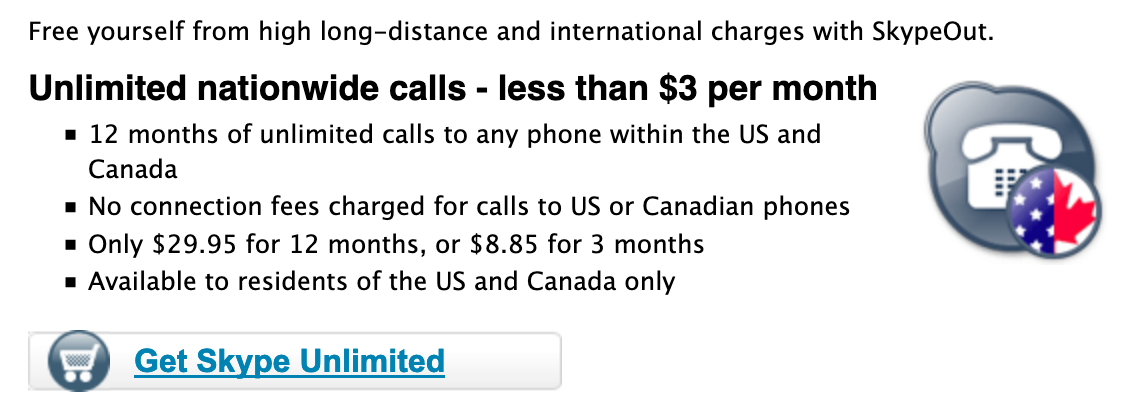 Free yourself from high long-distance and international charges with SkypeOut.
Unlimited nationwide calls - less than $3 per month
▪ 12 months of unlimited calls to any phone within the US and
Canada
▪ No connection fees charged for calls to US or Canadian phones
▪ Only $29.95 for 12 months, or $8.85 for 3 months
▪ Available to residents of the US and Canada only
Get Skype Unlimited